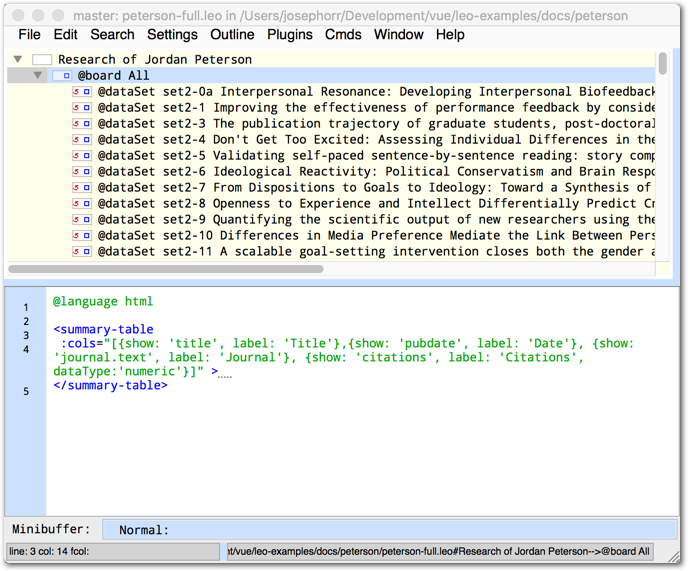 master: peterson-full.leo in /Users/josephorr/Development/vue/leo-examples/docs/peterson
File Edit Search Settings Outline Plugins Cmds Window Help
Research of Jordan Peterson
@board All
@dataSet set2-0a Interpersonal Resonance: Developing Interpersonal Biofeedback
@dataSet set2-1 Improving the effectiveness of performance feedback by conside
@dataSet set2-3 The publication trajectory of graduate students, post-doctoral
@dataSet set2-4 Don't Get Too Excited: Assessing Individual Differences in the
@dataSet set2-5 Validating self-paced sentence-by-sentence reading: story comp
@dataSet set2-6 Ideological Reactivity: Political Conservatism and Brain Respo
@dataSet set2-7 From Dispositions to Goals to Ideology: Toward a Synthesis of
@dataSet set2-8 Openness to Experience and Intellect Differentially Predict Cr
@dataSet set2-9 Quantifying the scientific output of new researchers using the
@dataSet set2-10 Differences in Media Preference Mediate the Link Between Pers
@dataSet set2-11 A scalable goal-setting intervention closes both the gender a
1 @language html
2
3 <summary-table
4 :cols="[{show: 'title', label: 'Title'},{show: 'pubdate', label: 'Date'}, {show:
'journal.text', label: 'Journal'}, {show: 'citations', label: 'Citations',
dataType:'numeric'}]" >
5 </summary-table>
Minibuffer: Normal:
line: 3 col: 14 fcol: nt/vue/leo-examples/docs/peterson/peterson-full.leo#Research of Jordan Peterson-->@board All